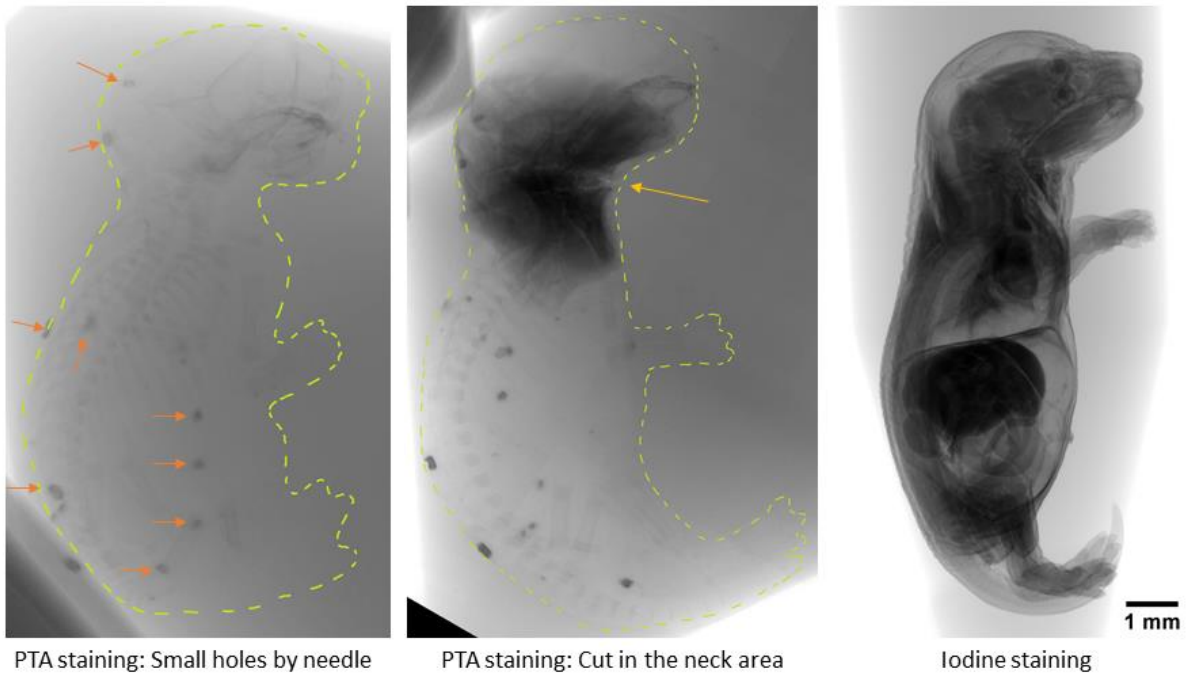 1 mm
PTA staining: Small holes by needle
PTA staining: Cut in the neck area
Iodine staining